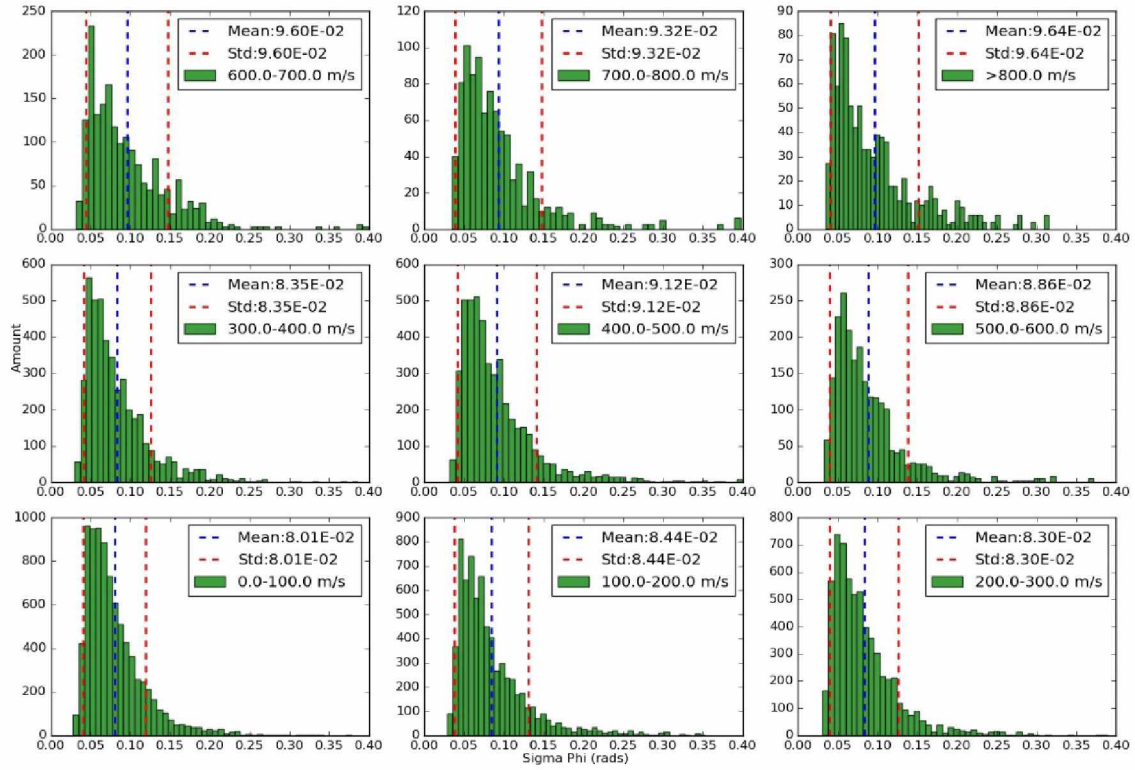 250
200
150
100
50
0
0.00 0.05 0.10 0.15 0.20 0.25 0.30 0.35 0.40
Mean:9.60E-02
Std:9.60E-02
600.0-700.0 m/s
120
100
80
60
40
20
0
0.00 0.05 0.10 0.15 0.20 0.25 0.30 0.35 0.40
Mean:9.32E-02
Std:9.32E-02
700.0-800.0 m/s
90
80
70
60
50
40
30
20
10
0
0.00 0.05 0.10 0.15 0.20 0.25 0.30 0.35 0.40
Mean:9.64E-02
Std:9.64E-02
>800.0 m/s
Amount
600
500
400
300
200
100
0
0.00 0.05 0.10 0.15 0.20 0.25 0.30 0.35 0.40
Mean:8.35E-02
Std:8.35E-02
300.0-400.0 m/s
600
500
400
300
200
100
0
0.00 0.05 0.10 0.15 0.20 0.25 0.30 0.35 0.40
Mean:9.12E-02
Std:9.12E-02
400.0-500.0 m/s
300
250
200
150
100
50
0
0.00 0.05 0.10 0.15 0.20 0.25 0.30 0.35 0.40
Mean:8.86E-02
Std:8.86E-02
500.0-600.0 m/s
1000
800
600
400
200
0
0.00 0.05 0.10 0.15 0.20 0.25 0.30 0.35 0.40
Mean:8.01E-02
Std:8.01E-02
0.0-100.0 m/s
900
800
700
600
500
400
300
200
100
0
0.00 0.05 0.10 0.15 0.20 0.25 0.30 0.35 0.40
Mean:8.44E-02
Std:8.44E-02
100.0-200.0 m/s
Sigma Phi (rads)
800
700
600
500
400
300
200
100
0
0.00 0.05 0.10 0.15 0.20 0.25 0.30 0.35 0.40
Mean:8.30E-02
Std:8.30E-02
200.0-300.0 m/s